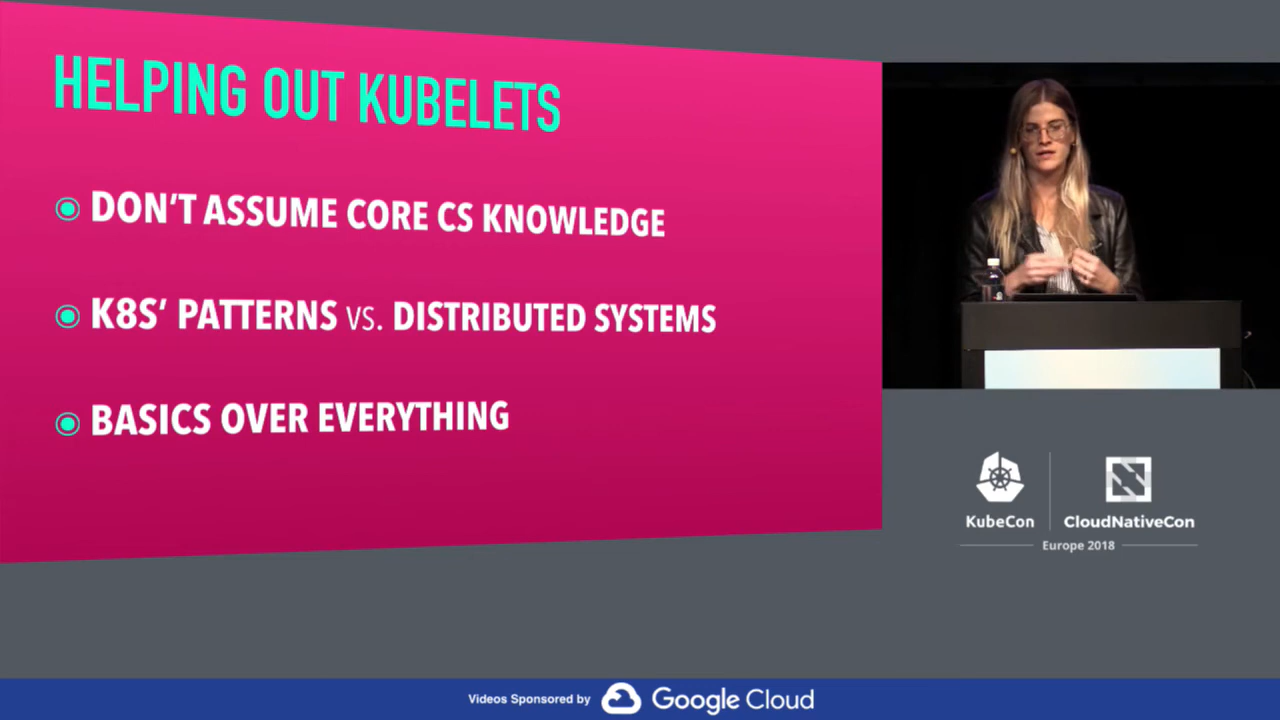 HELPING OUT KUBELETS
DON'T ASSUME CORE CS KNOWLEDGE
K8S' PATTERNS VS. DISTRIBUTED SYSTEMS
BASICS OVER EVERYTHING
KubeCon
CloudNativeCon
Europe 2018
Videos Sponsored by Google Cloud